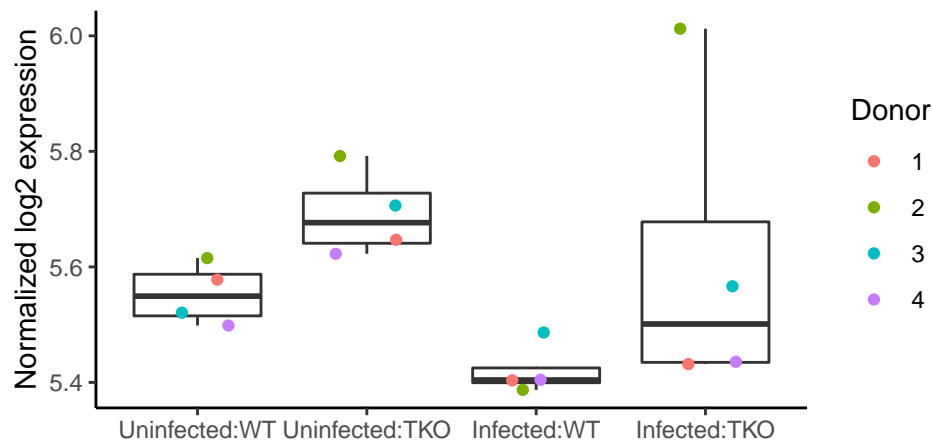 Normalized log2 expression
6.0
5.8
5.6
5.4
Uninfected:WT
Uninfected:TKO
Infected:WT
Infected:TKO
Donor
1
2
3
4